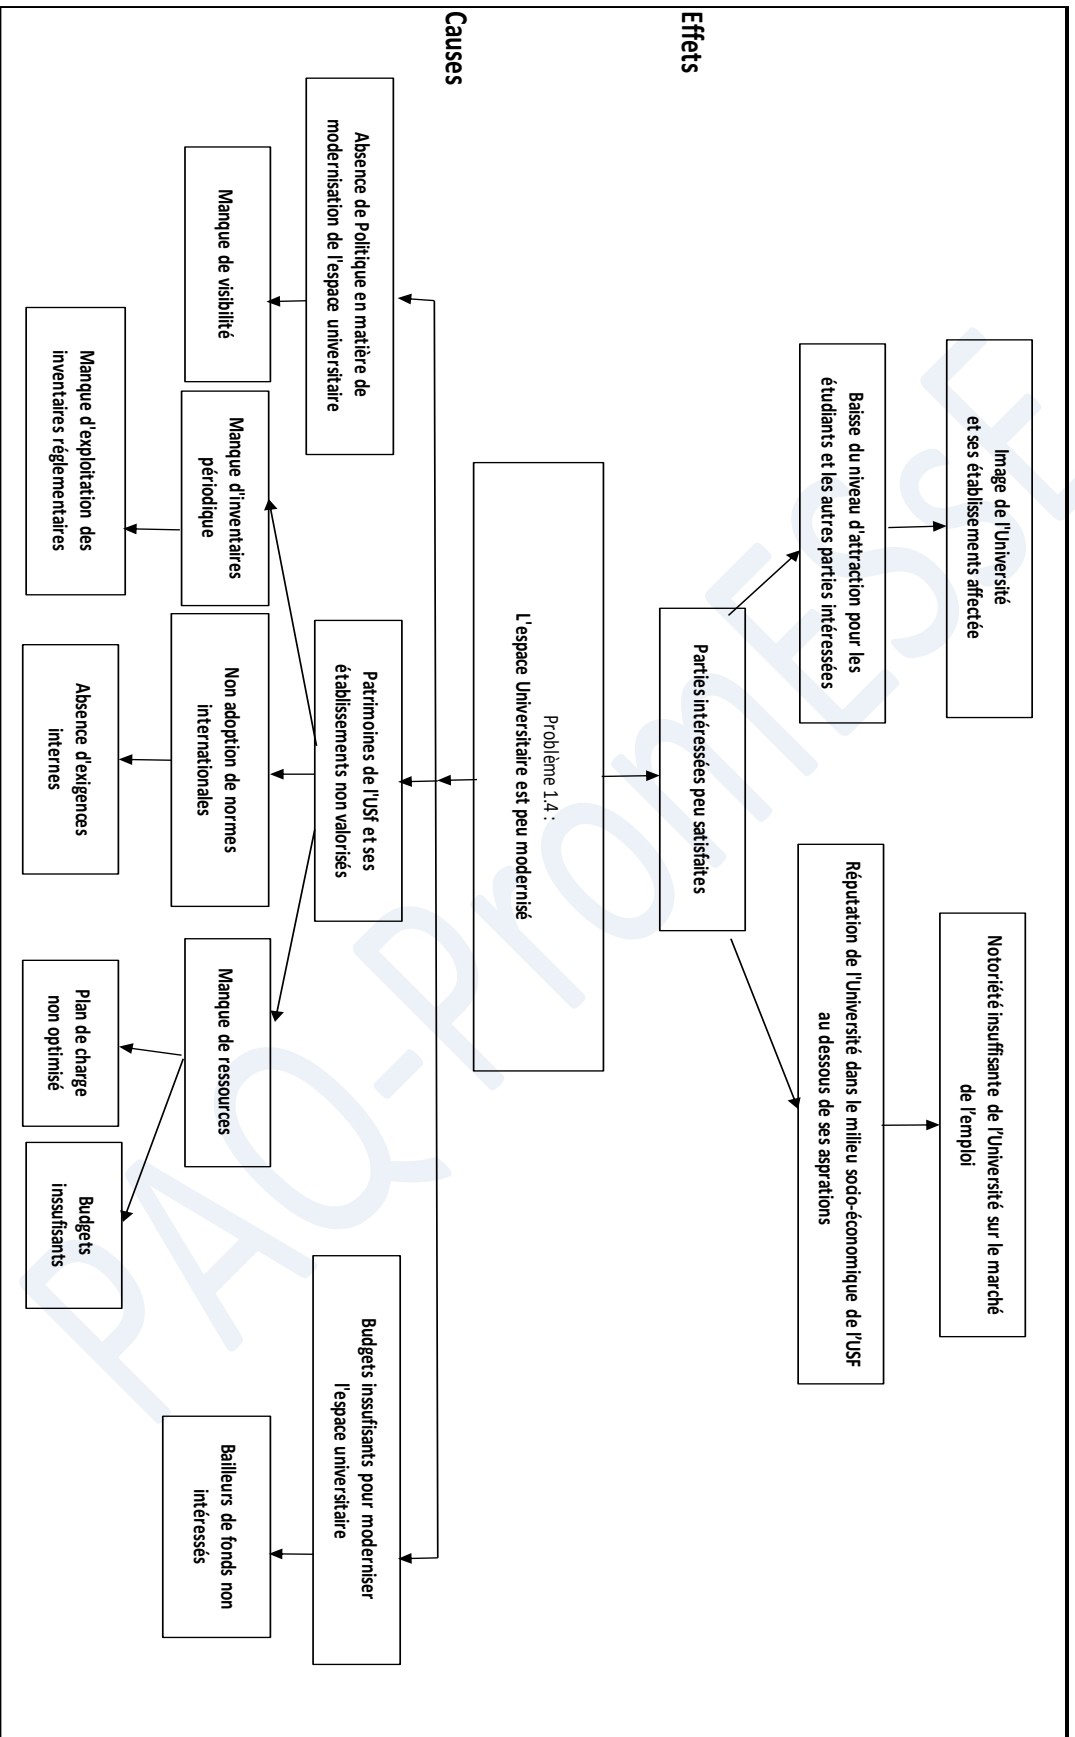 Image de l'Université
et ses établissements affectée
Notoriété insuffisante de l'Université sur le marché
de l'emploi
Baisse du niveau d'attraction pour les
étudiants et les autres parties intéressées
Réputation de l'Université dans le milieu socio-économique de l'USF
au dessous de ses asprations
Effets
Parties intéressées peu satisfaites
Problème 1.4 :
L'espace Universitaire est peu modernisé
Causes
Absence de Politique en matière de
modernisation de l'espace universitaire
Patrimoines de l'USf et ses
établissements non valorisés
Budgets inssufisants pour moderniser
l'espace universitaire
Manque de visibilité
Manque d'inventaires
périodique
Non adoption de normes
internationales
Manque de ressources
Bailleurs de fonds non
intéressés
Manque d'exploitation des
inventaires réglementaires
Absence d'exigences
internes
Plan de charge
non optimisé
Budgets
inssufisants
PAQ-PromESSE